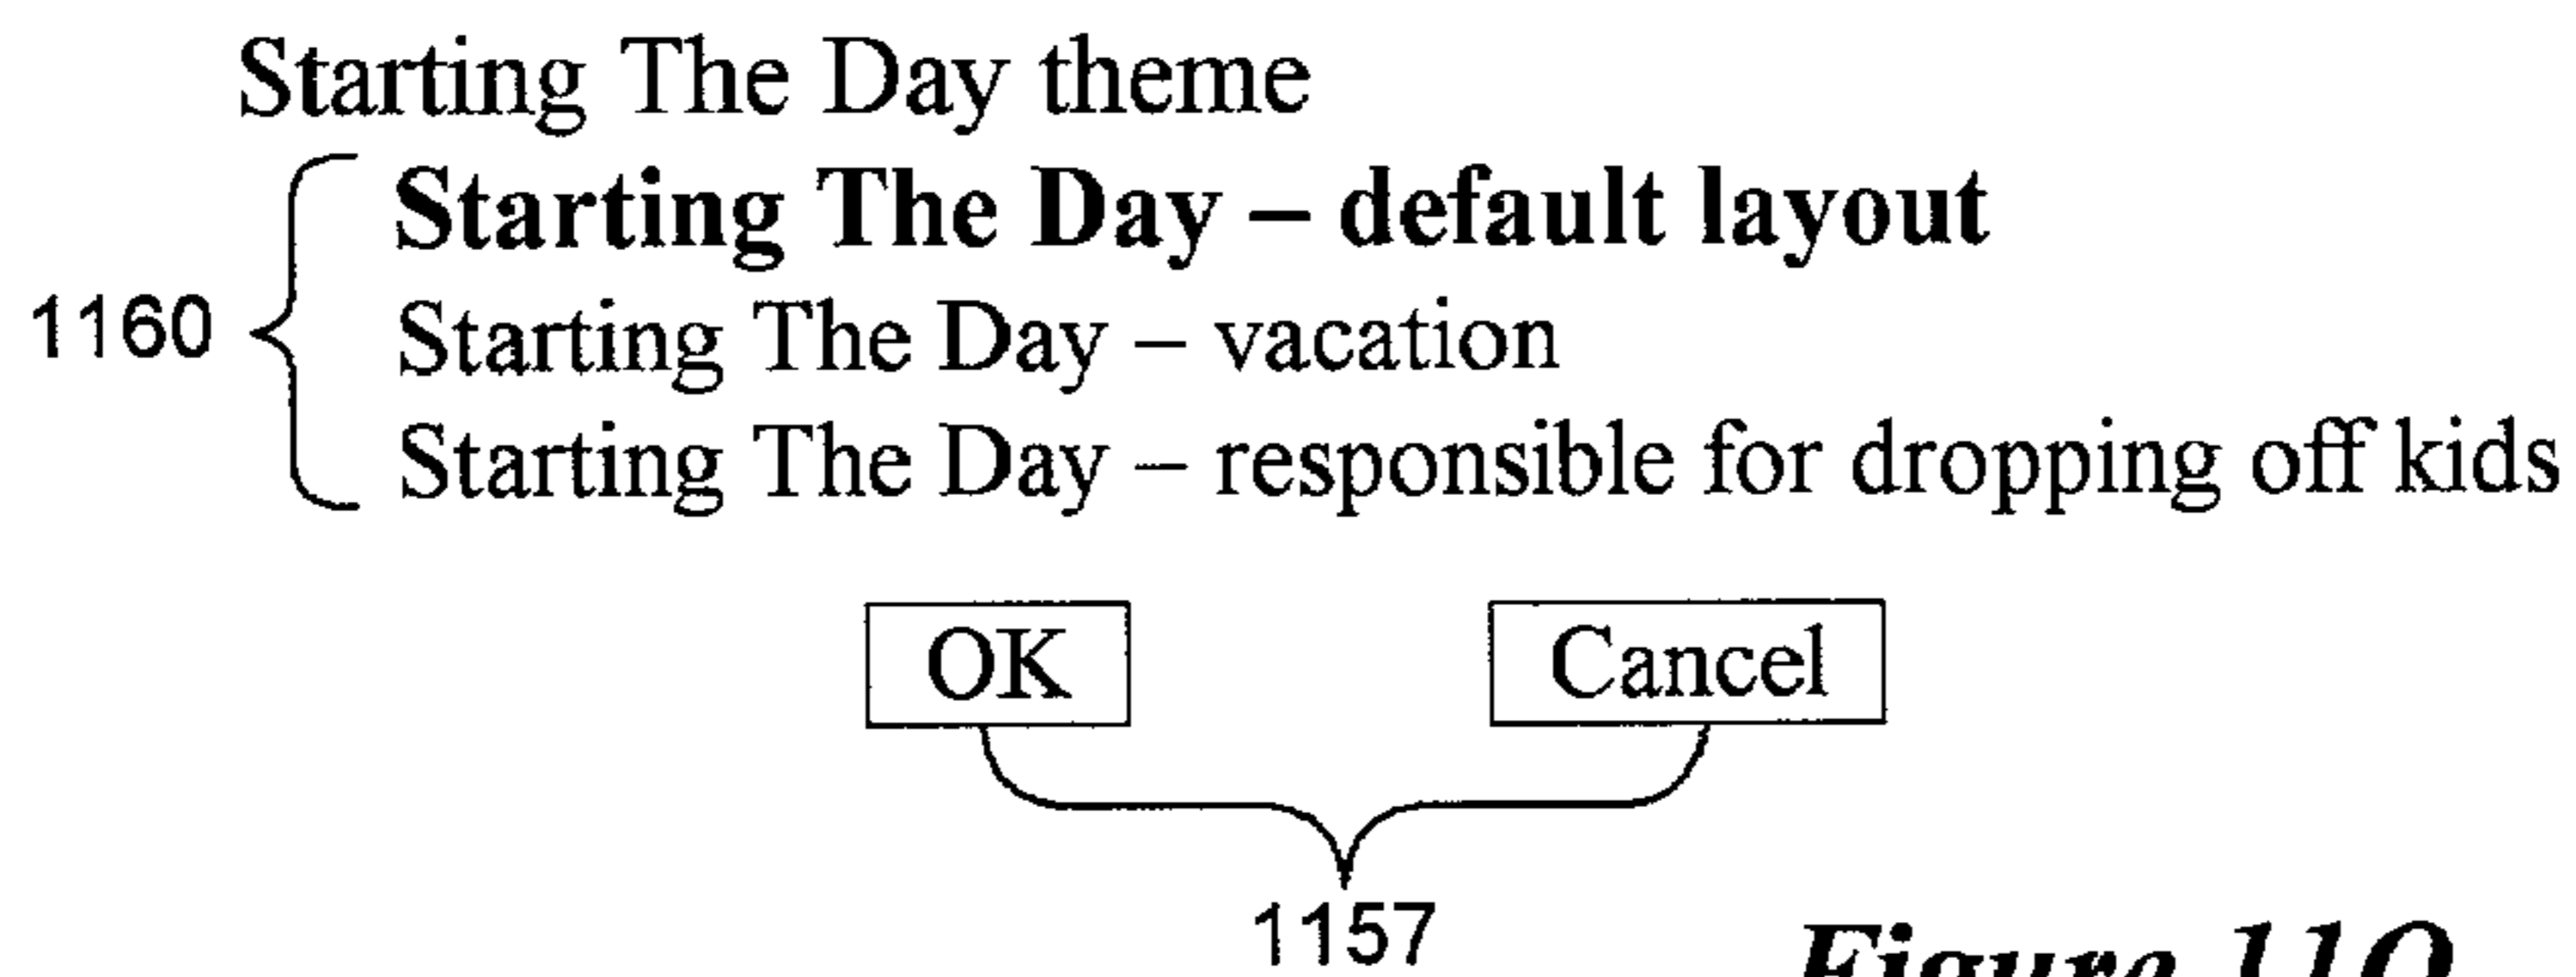 Starting The Day theme
Starting The Day – default layout
1160
Starting The Day – vacation
Starting The Day – responsible for dropping off kids
OK Cancel
1157
Figure